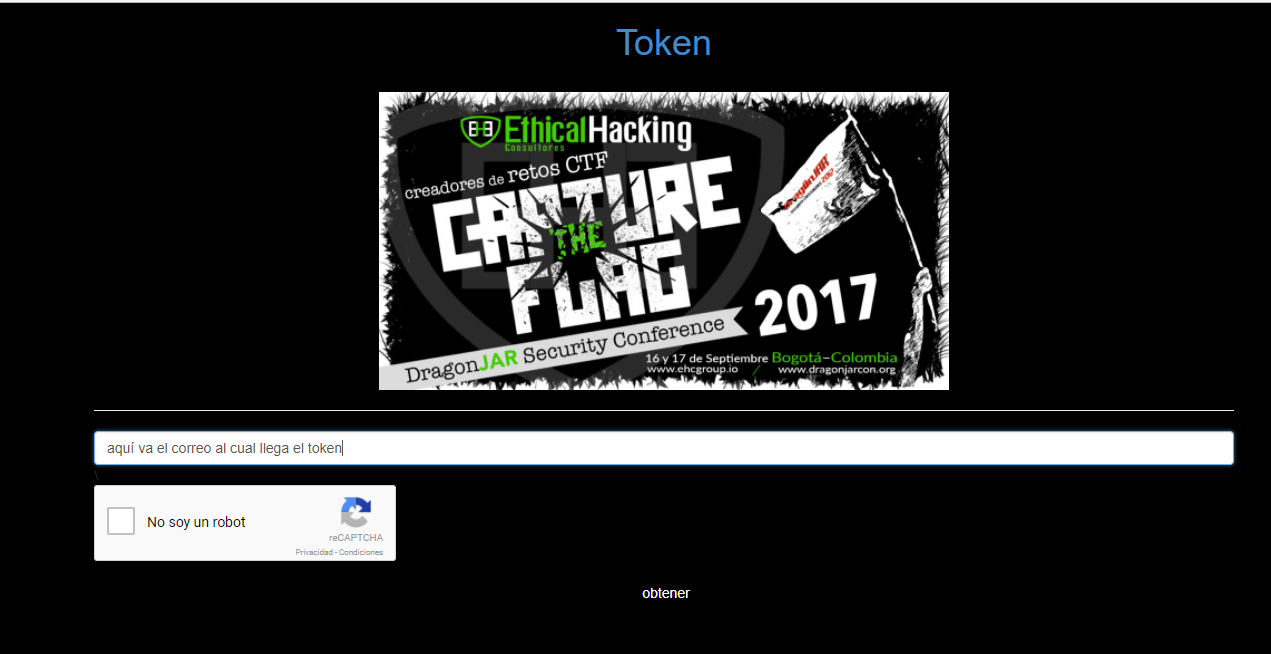 Token
EHE EthicalHacking
Consultores
creadores de retos CTF
CAPTURE
THE
FLAG
2017
DragonJAR Security Conference
16 y 17 de Septiembre Bogotá-Colombia
www.ehcgroup.io / www.dragonjarcon.org
aquí va el correo al cual llega el token
\
No soy un robot
reCAPTCHA
Privacidad - Condiciones
obtener